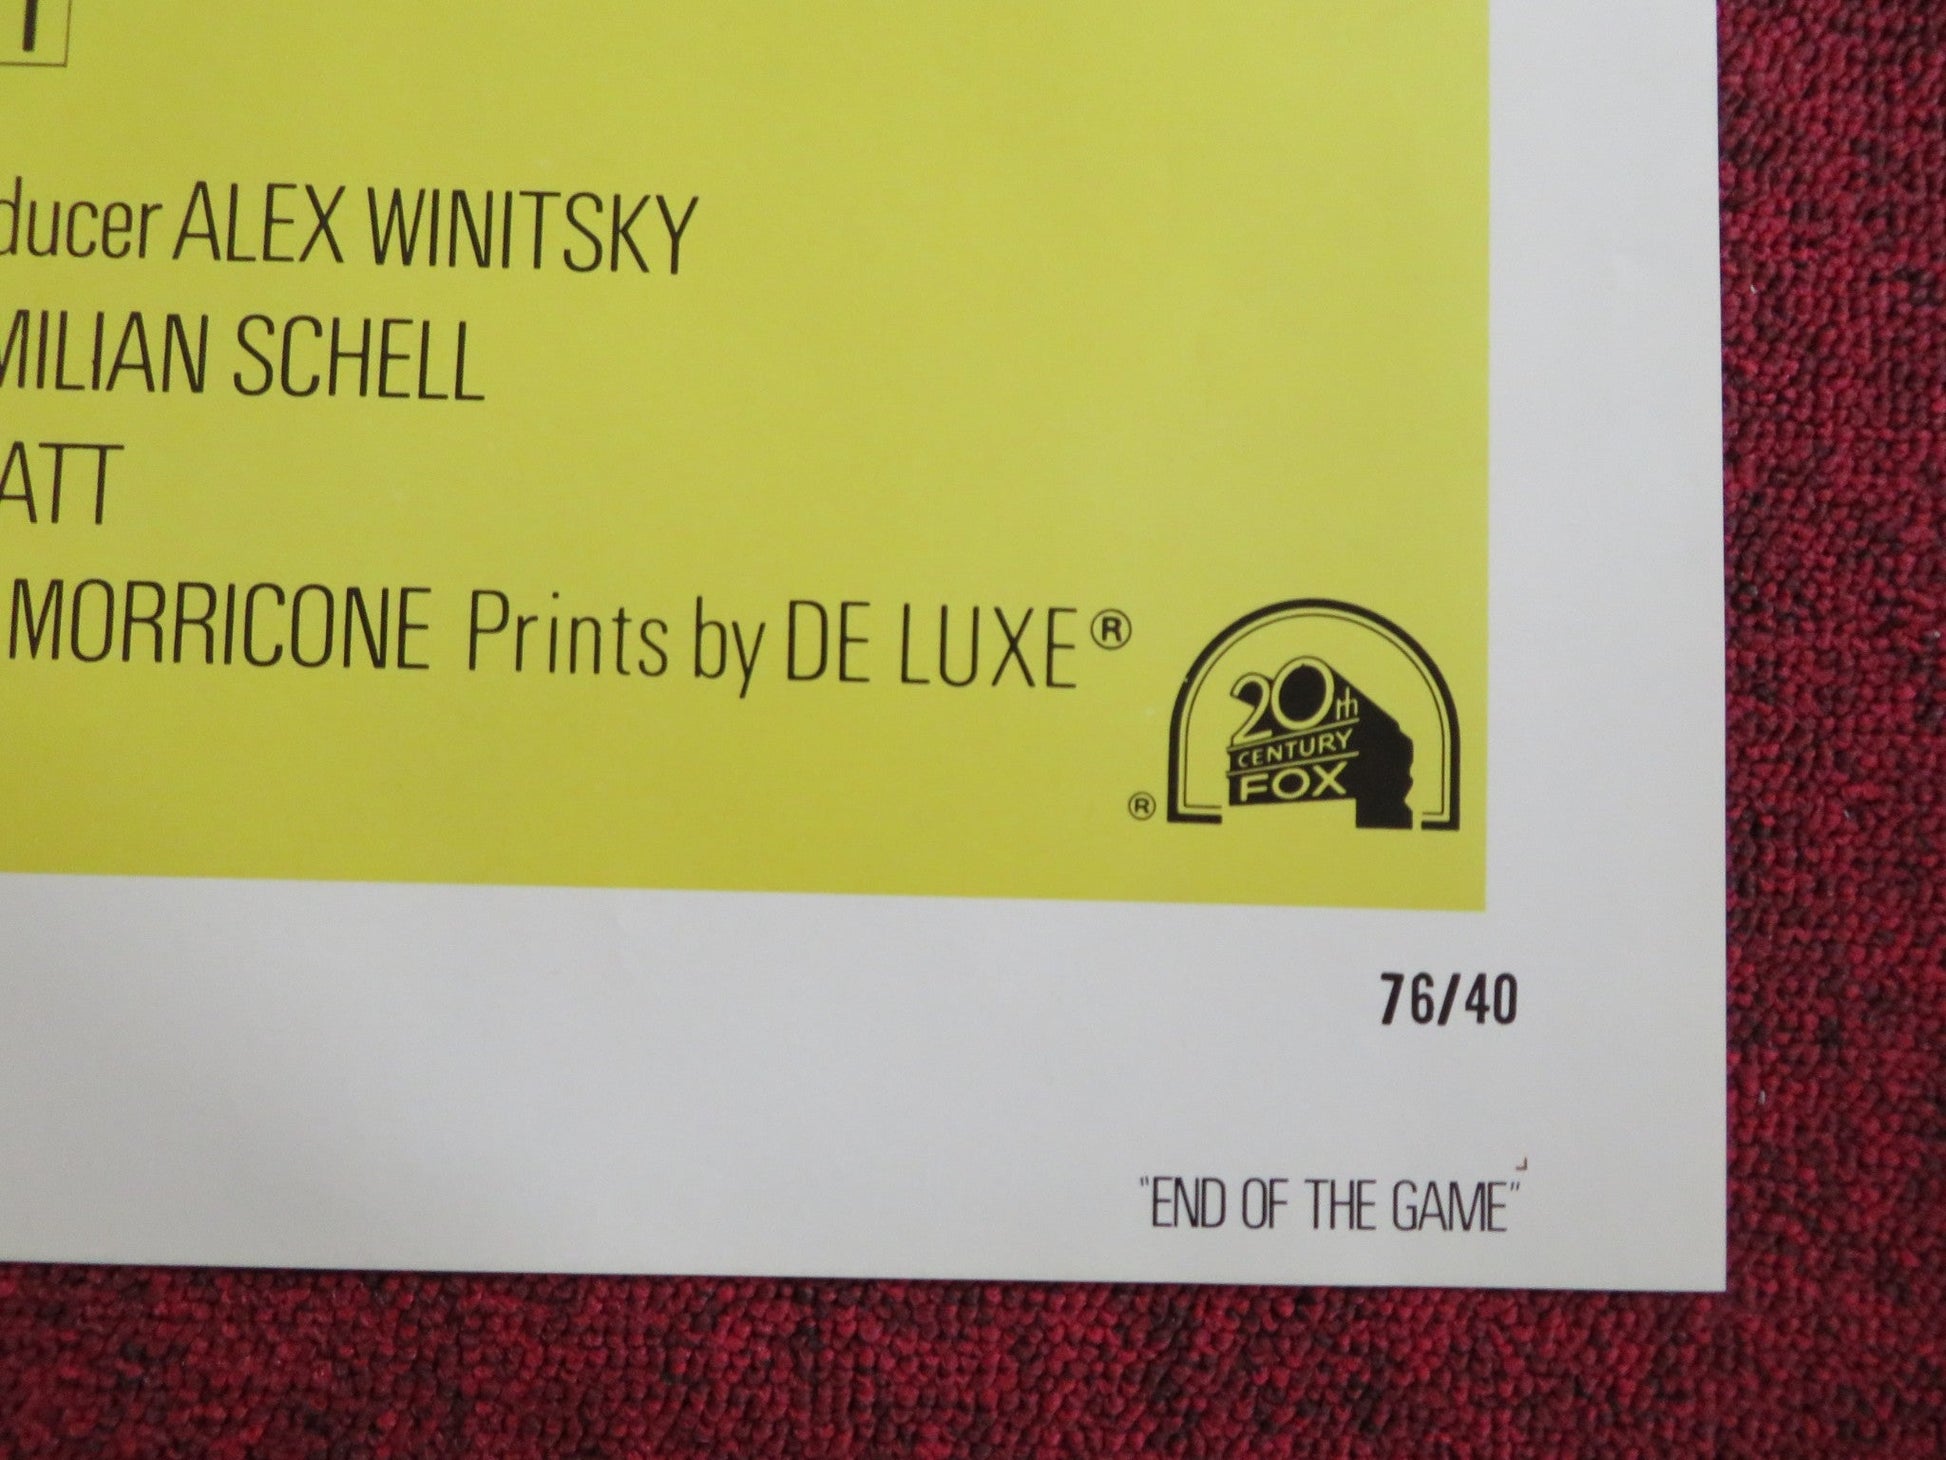 ducer ALEX WINITSKY
MILIAN SCHELL
ATT
MORRICONE Prints by DE LUXE®
20th
CENTURY
FOX
®
76/40
"END OF THE GAME"